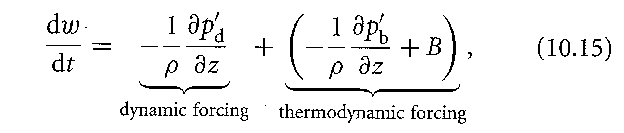 dw/dt = −(1/ρ)(∂p′_d/∂z) + (−(1/ρ)(∂p′_b/∂z) + B), (10.15)
dynamic forcing thermodynamic forcing